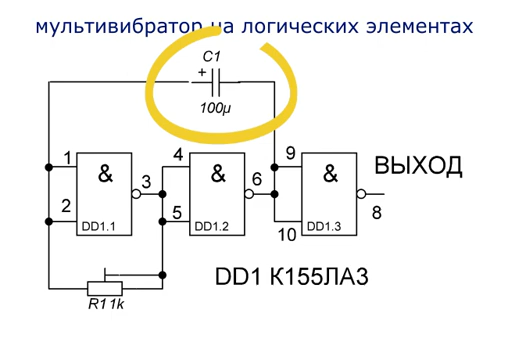 мультивибратор на логических элементах
C1
+
100µ
1
2
&
DD1.1
3
4
5
&
DD1.2
6
9
10
&
DD1.3
8
ВЫХОД
R1 1k
DD1 К155ЛА3